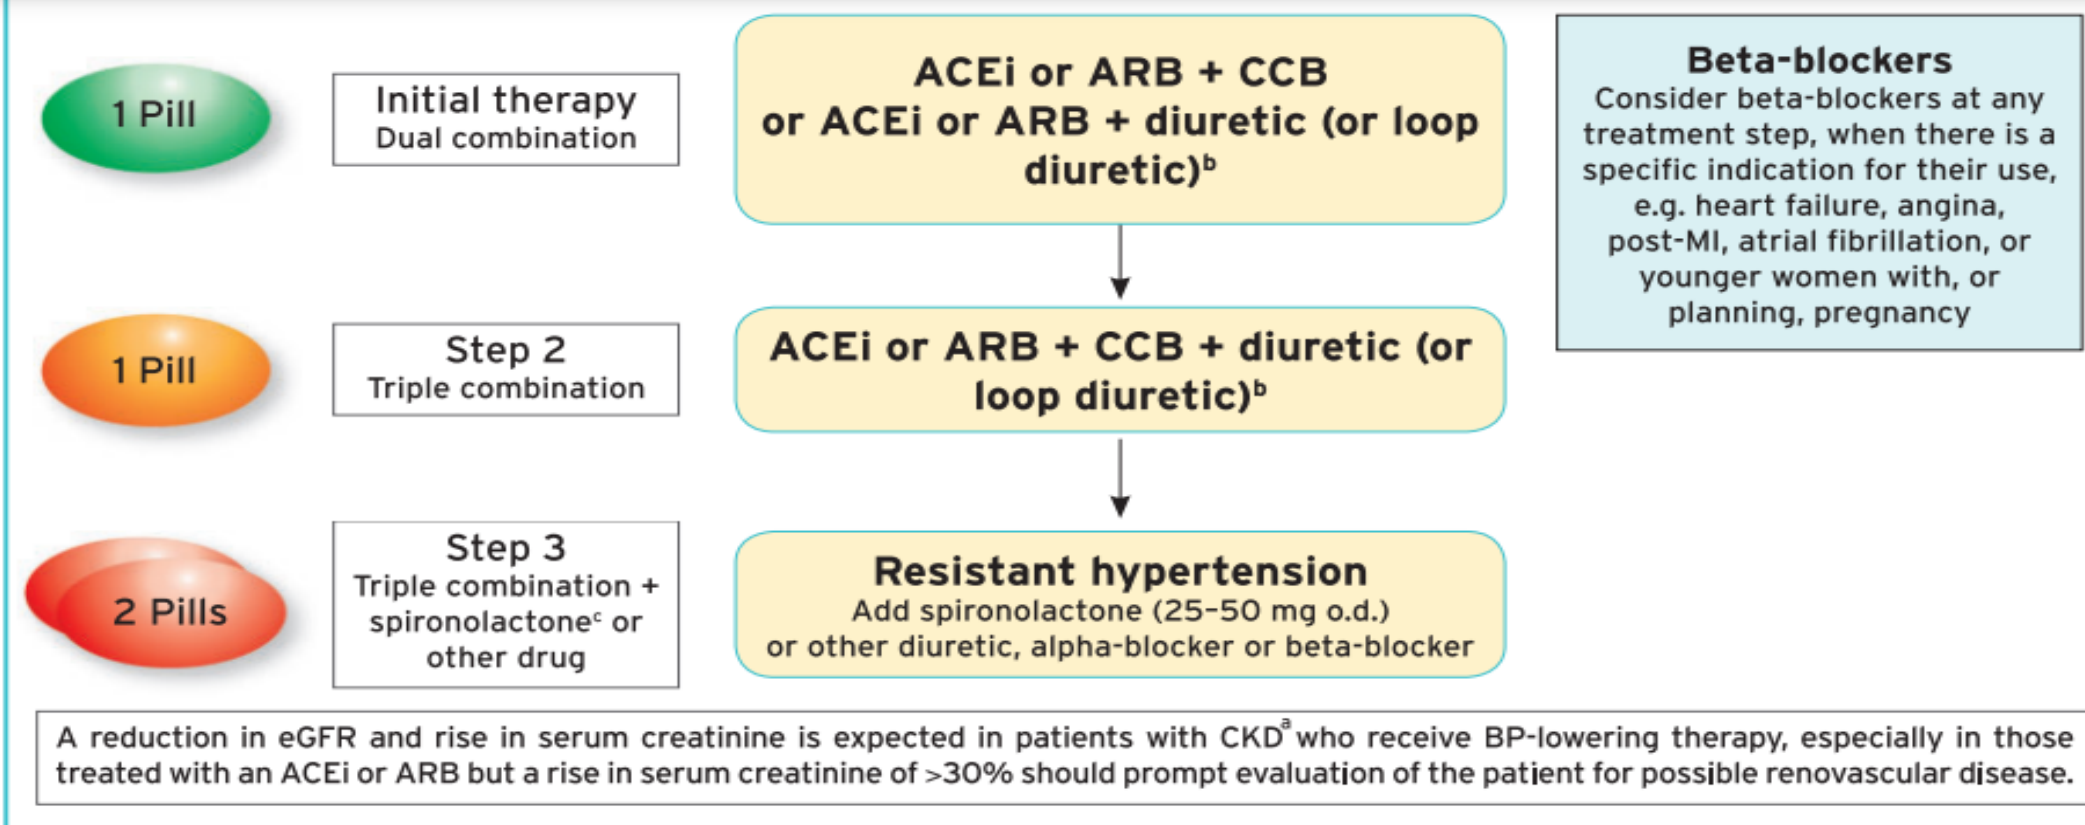 1 Pill
Initial therapy
Dual combination
ACEi or ARB + CCB
or ACEi or ARB + diuretic (or loop
diuretic)ᵇ
Beta-blockers
Consider beta-blockers at any
treatment step, when there is a
specific indication for their use,
e.g. heart failure, angina,
post-MI, atrial fibrillation, or
younger women with, or
planning, pregnancy
1 Pill
Step 2
Triple combination
ACEi or ARB + CCB + diuretic (or
loop diuretic)ᵇ
2 Pills
Step 3
Triple combination +
spironolactoneᶜ or
other drug
Resistant hypertension
Add spironolactone (25–50 mg o.d.)
or other diuretic, alpha-blocker or beta-blocker
A reduction in eGFR and rise in serum creatinine is expected in patients with CKDᵃ who receive BP-lowering therapy, especially in those
treated with an ACEi or ARB but a rise in serum creatinine of >30% should prompt evaluation of the patient for possible renovascular disease.